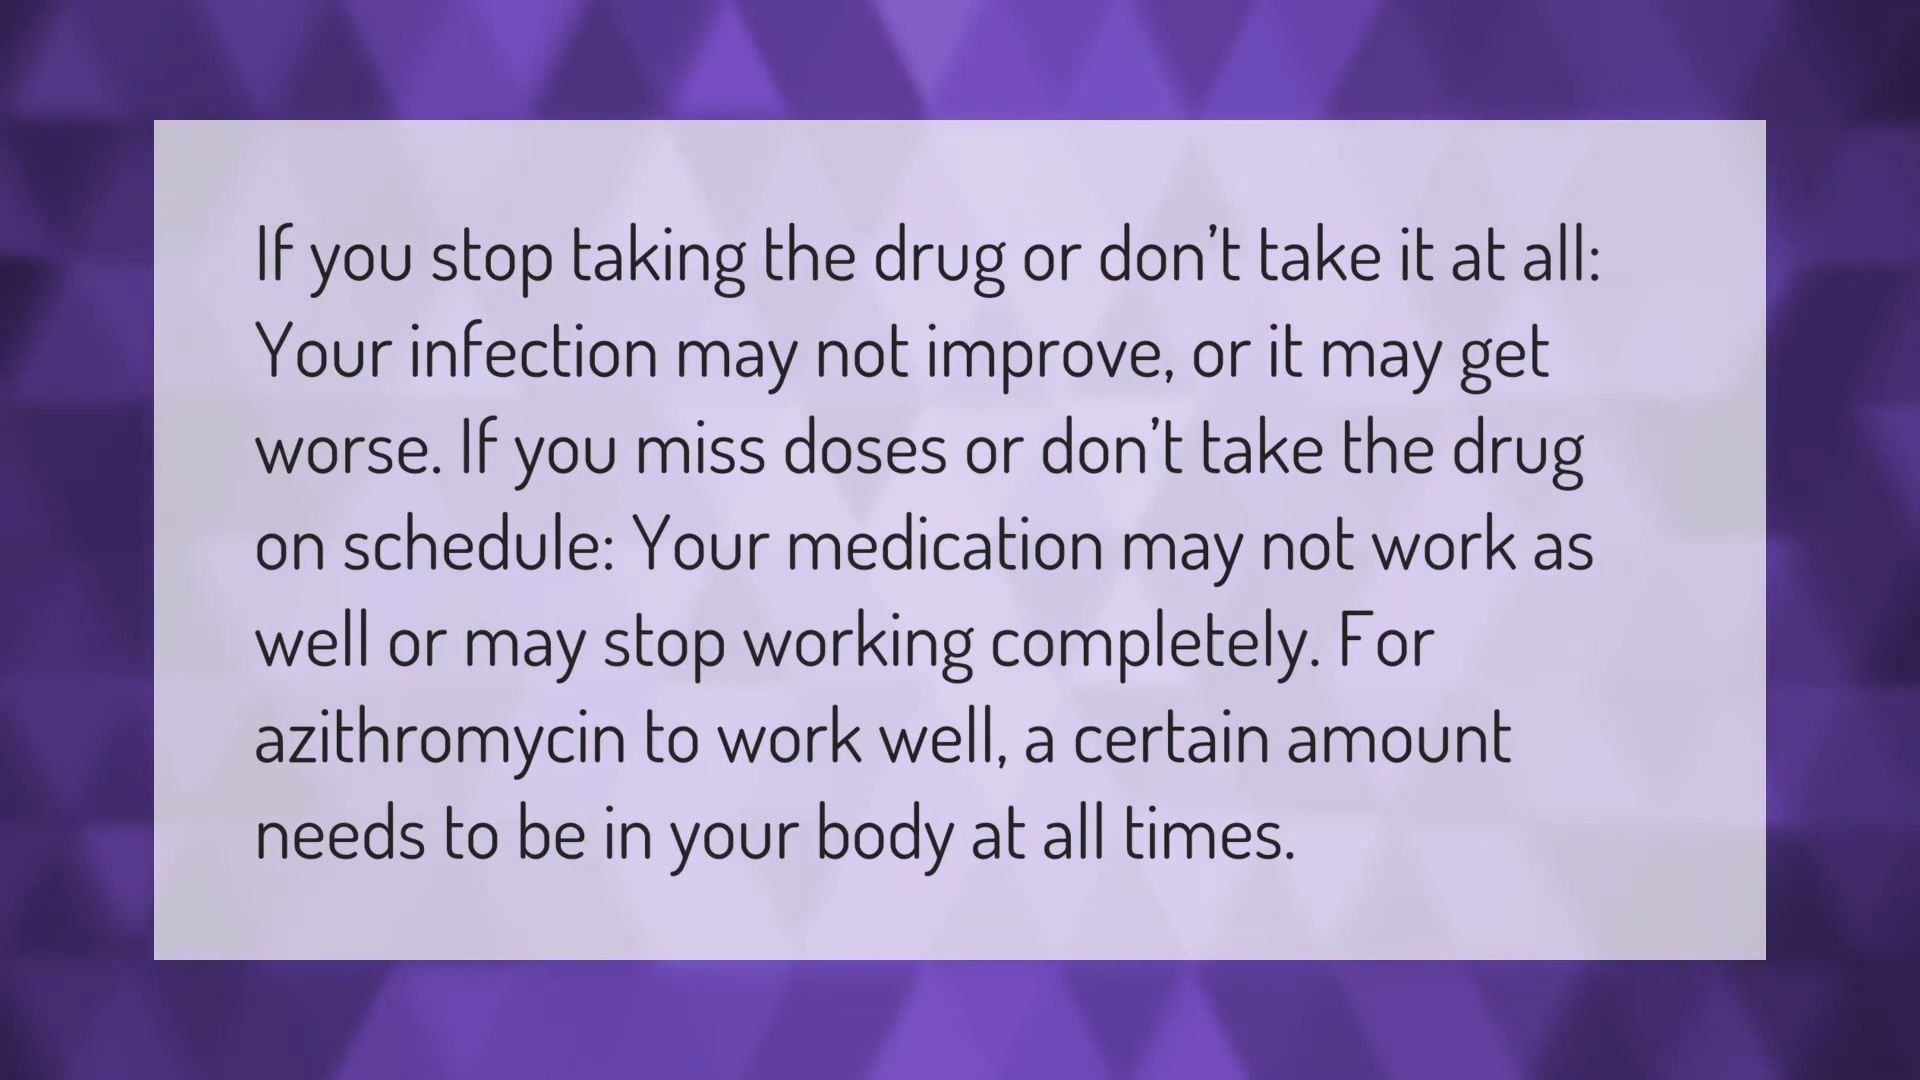 If you stop taking the drug or don’t take it at all:
Your infection may not improve, or it may get
worse. If you miss doses or don’t take the drug
on schedule: Your medication may not work as
well or may stop working completely. For
azithromycin to work well, a certain amount
needs to be in your body at all times.